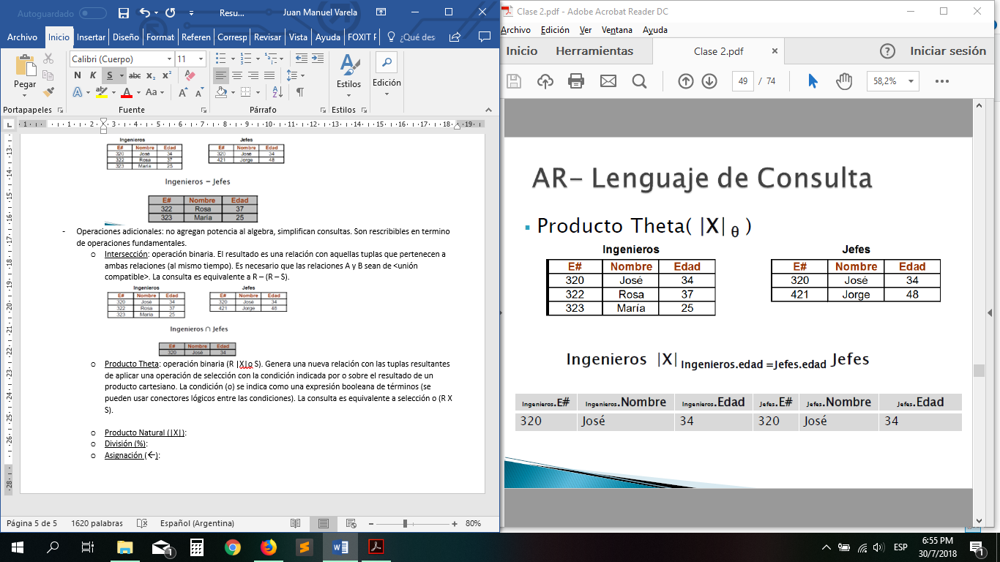 Autoguardado
Resu...
Juan Manuel Varela
Archivo Inicio Insertar Diseño Format Referen Corresp Revisar Vista Ayuda FOXIT F ¿Qué des
Pegar
Calibri (Cuerpo) 11
N K S abc x₂ x²
A ab A Aa A A
Estilos
Edición
Portapapeles Fuente Párrafo Estilos
Ingenieros Jefes
E# Nombre Edad E# Nombre Edad
320 José 34 320 José 34
322 Rosa 37 421 Jorge 48
323 María 25
Ingenieros – Jefes
E# Nombre Edad
322 Rosa 37
323 María 25
- Operaciones adicionales: no agregan potencia al algebra, simplifican consultas. Son rescribibles en termino
de operaciones fundamentales.
o Intersección: operación binaria. El resultado es una relación con aquellas tuplas que pertenecen a
ambas relaciones (al mismo tiempo). Es necesario que las relaciones A y B sean de <unión
compatible>. La consulta es equivalente a R – (R – S).
Ingenieros Jefes
E# Nombre Edad E# Nombre Edad
320 José 34 320 José 34
322 Rosa 37 421 Jorge 48
323 María 25
Ingenieros ∩ Jefes
E# Nombre Edad
320 José 34
o Producto Theta: operación binaria (R |X|o S). Genera una nueva relación con las tuplas resultantes
de aplicar una operación de selección con la condición indicada por o sobre el resultado de un
producto cartesiano. La condición (o) se indica como una expresión booleana de términos (se
pueden usar conectores lógicos entre las condiciones). La consulta es equivalente a selección o (R X
S).
o Producto Natural (|X|):
o División (%):
o Asignación (←):
Página 5 de 5 1620 palabras Español (Argentina) 80%
Clase 2.pdf - Adobe Acrobat Reader DC
Archivo Edición Ver Ventana Ayuda
Inicio Herramientas Clase 2.pdf × Iniciar sesión
49 / 74 58,2%
AR– Lenguaje de Consulta
Producto Theta( |X| θ )
Ingenieros Jefes
E# Nombre Edad E# Nombre Edad
320 José 34 320 José 34
322 Rosa 37 421 Jorge 48
323 María 25
Ingenieros |X| Ingenieros.edad =Jefes.edad Jefes
Ingenieros.E# Ingenieros.Nombre Ingenieros.Edad Jefes.E# Jefes.Nombre Jefes.Edad
320 José 34 320 José 34
ESP
6:55 PM
30/7/2018